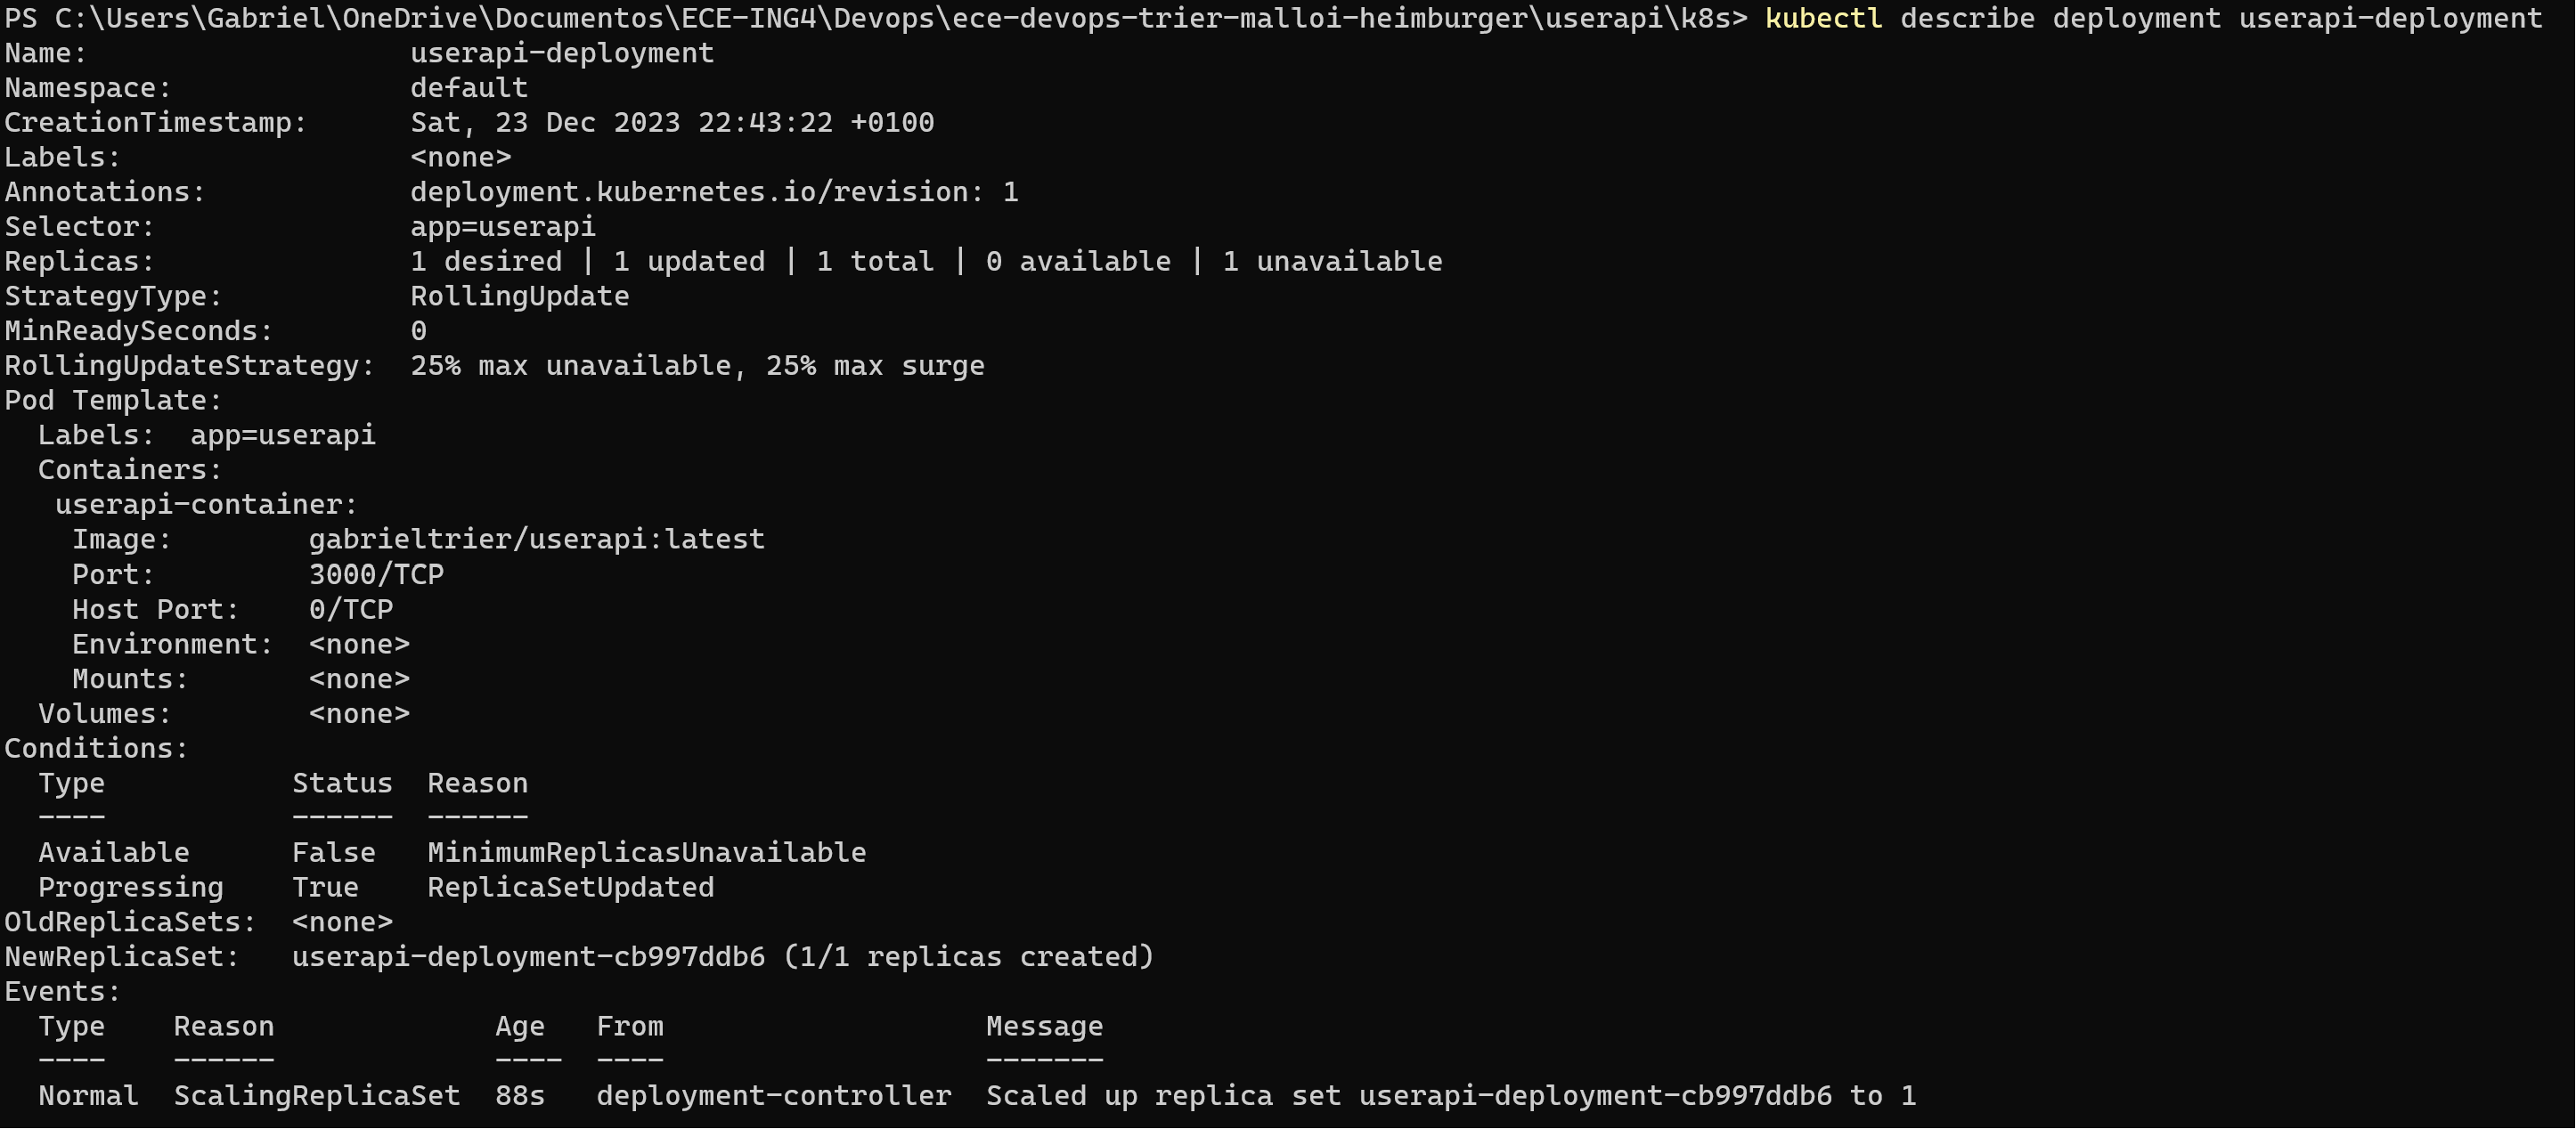 PS C:\Users\Gabriel\OneDrive\Documentos\ECE-ING4\Devops\ece-devops-trier-malloi-heimburger\userapi\k8s> kubectl describe deployment userapi-deployment
Name:                   userapi-deployment
Namespace:              default
CreationTimestamp:      Sat, 23 Dec 2023 22:43:22 +0100
Labels:                 <none>
Annotations:            deployment.kubernetes.io/revision: 1
Selector:               app=userapi
Replicas:               1 desired | 1 updated | 1 total | 0 available | 1 unavailable
StrategyType:           RollingUpdate
MinReadySeconds:        0
RollingUpdateStrategy:  25% max unavailable, 25% max surge
Pod Template:
  Labels:  app=userapi
  Containers:
   userapi-container:
    Image:        gabrieltrier/userapi:latest
    Port:         3000/TCP
    Host Port:    0/TCP
    Environment:  <none>
    Mounts:       <none>
  Volumes:        <none>
Conditions:
  Type           Status  Reason
  ----           ------  ------
  Available      False   MinimumReplicasUnavailable
  Progressing    True    ReplicaSetUpdated
OldReplicaSets:  <none>
NewReplicaSet:   userapi-deployment-cb997ddb6 (1/1 replicas created)
Events:
  Type    Reason             Age   From                   Message
  ----    ------             ----  ----                   -------
  Normal  ScalingReplicaSet  88s   deployment-controller  Scaled up replica set userapi-deployment-cb997ddb6 to 1